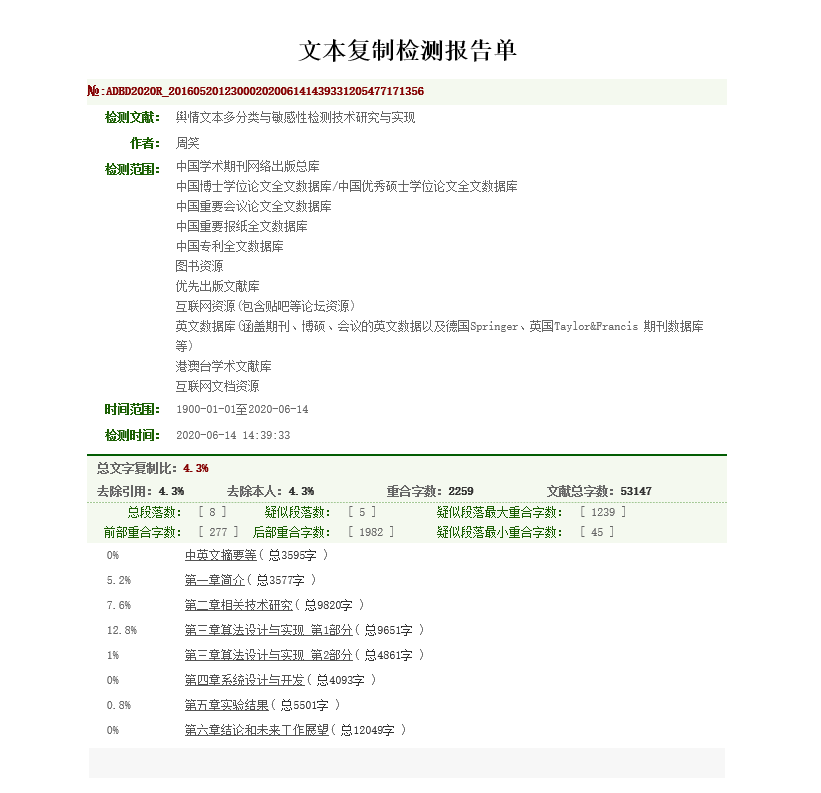 文本复制检测报告单
№:ADBD2020R_20160520123000202006141439331205477171356
检测文献： 舆情文本多分类与敏感性检测技术研究与实现
作者： 周笑
检测范围： 中国学术期刊网络出版总库
中国博士学位论文全文数据库/中国优秀硕士学位论文全文数据库
中国重要会议论文全文数据库
中国重要报纸全文数据库
中国专利全文数据库
图书资源
优先出版文献库
互联网资源(包含贴吧等论坛资源)
英文数据库(涵盖期刊、博硕、会议的英文数据以及德国Springer、英国Taylor&Francis 期刊数据库
等)
港澳台学术文献库
互联网文档资源
时间范围： 1900-01-01至2020-06-14
检测时间： 2020-06-14 14:39:33
总文字复制比：4.3%
去除引用：4.3% 去除本人：4.3% 重合字数：2259 文献总字数：53147
总段落数： [ 8 ] 疑似段落数： [ 5 ] 疑似段落最大重合字数： [ 1239 ]
前部重合字数： [ 277 ] 后部重合字数： [ 1982 ] 疑似段落最小重合字数： [ 45 ]
0% 中英文摘要等( 总3595字 )
5.2% 第一章简介( 总3577字 )
7.6% 第二章相关技术研究( 总9820字 )
12.8% 第三章算法设计与实现_第1部分( 总9651字 )
1% 第三章算法设计与实现_第2部分( 总4861字 )
0% 第四章系统设计与开发( 总4093字 )
0.8% 第五章实验结果( 总5501字 )
0% 第六章结论和未来工作展望( 总12049字 )